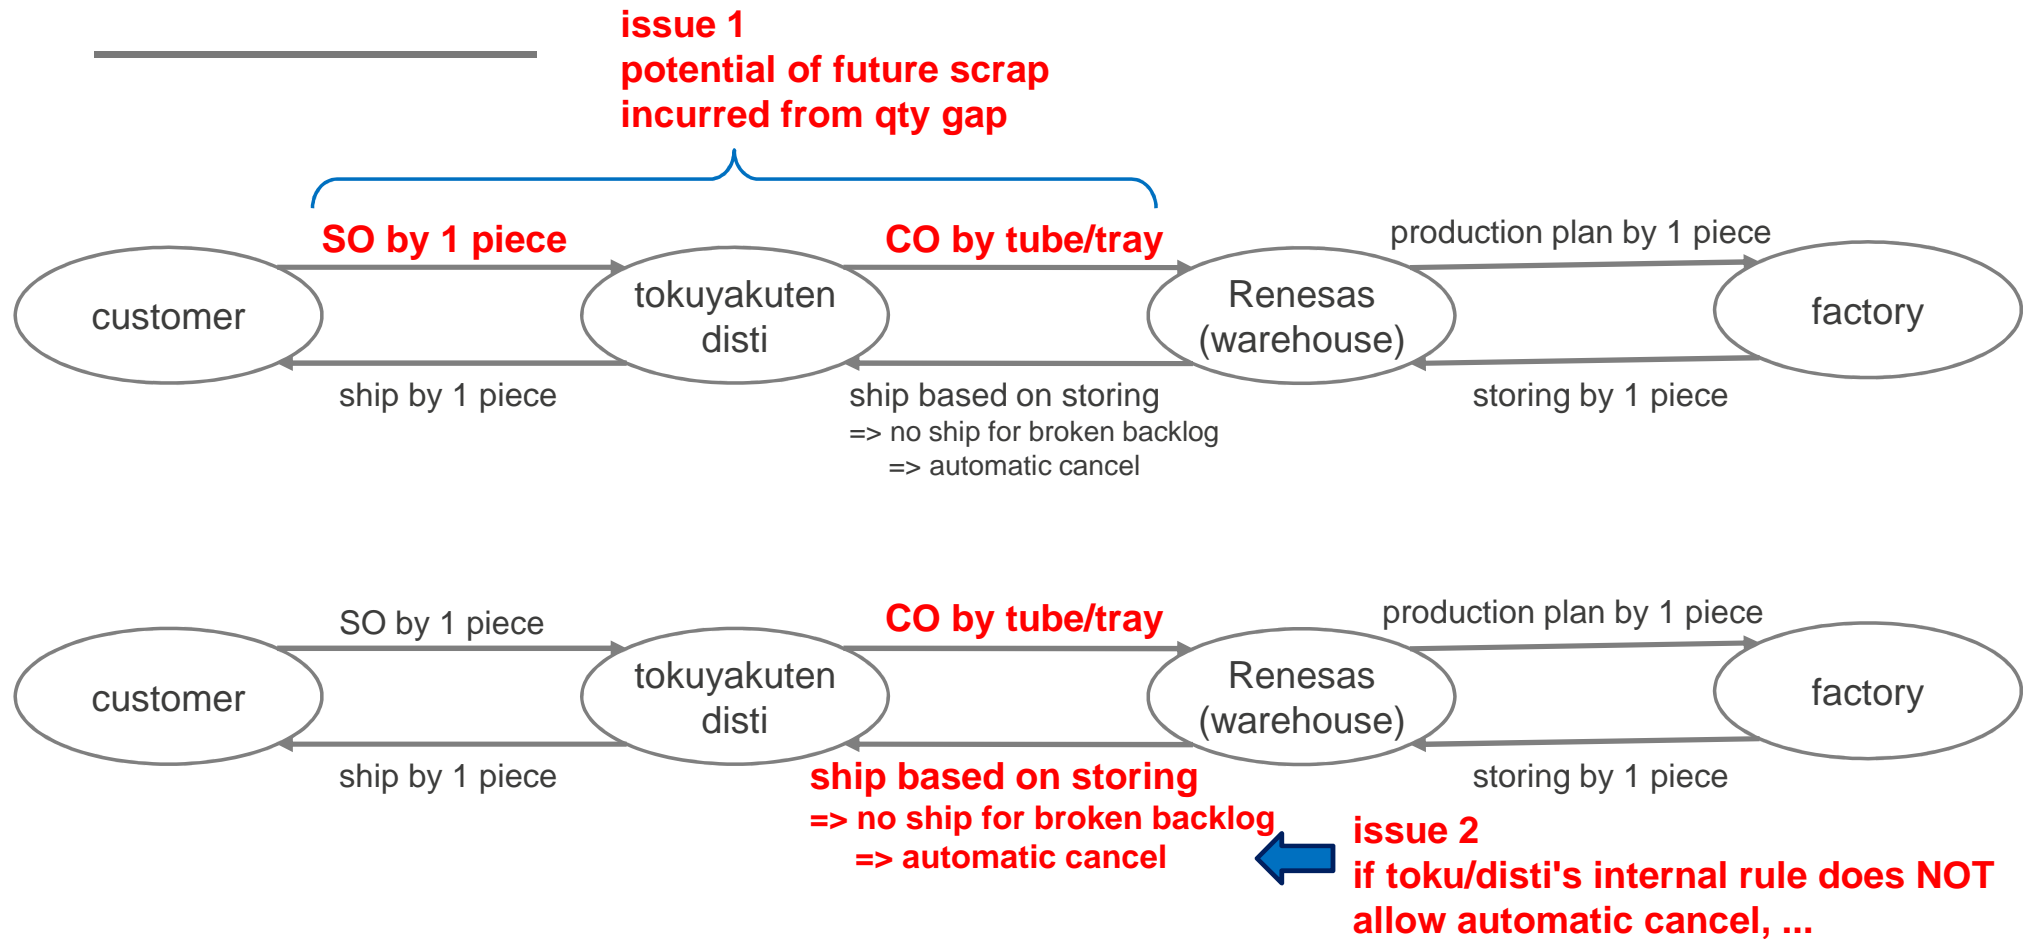 issue 1
potential of future scrap
incurred from qty gap
SO by 1 piece
CO by tube/tray
production plan by 1 piece
customer
tokuyakuten
disti
Renesas
(warehouse)
factory
ship by 1 piece
ship based on storing
=> no ship for broken backlog
=> automatic cancel
storing by 1 piece
SO by 1 piece
CO by tube/tray
production plan by 1 piece
customer
tokuyakuten
disti
Renesas
(warehouse)
factory
ship by 1 piece
ship based on storing
=> no ship for broken backlog
=> automatic cancel
storing by 1 piece
issue 2
if toku/disti's internal rule does NOT
allow automatic cancel, ...